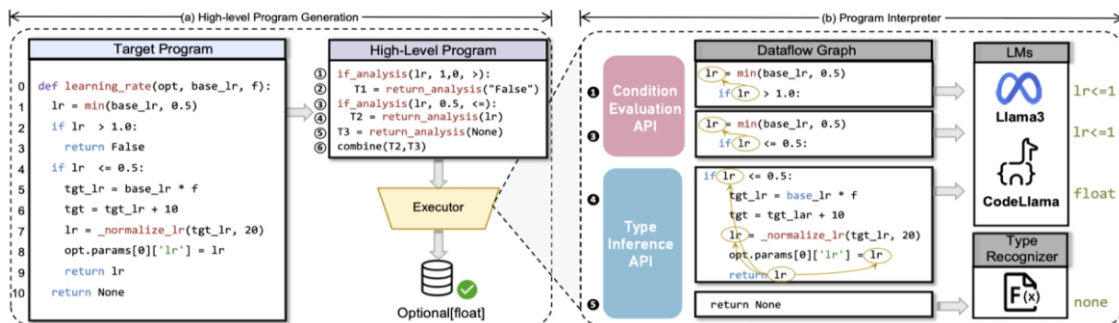 (a) High-level Program Generation
Target Program
0 def learning_rate(opt, base_lr, f):
1 lr = min(base_lr, 0.5)
2 if lr > 1.0:
3 return False
4 if lr <= 0.5:
5 tgt_lr = base_lr * f
6 tgt = tgt_lr + 10
7 lr = _normalize_lr(tgt_lr, 20)
8 opt.params[0]['lr'] = lr
9 return lr
10 return None
High-Level Program
① if_analysis(lr, 1,0, >):
② T1 = return_analysis("False")
③ if_analysis(lr, 0.5, <=):
④ T2 = return_analysis(lr)
⑤ T3 = return_analysis(None)
⑥ combine(T2,T3)
Executor
Optional[float]
(b) Program Interpreter
Condition
Evaluation
API
Type
Inference
API
Dataflow Graph
❶ lr = min(base_lr, 0.5)
if lr > 1.0:
❸ lr = min(base_lr, 0.5)
if lr <= 0.5:
❹ if lr <= 0.5:
tgt_lr = base_lr * f
tgt = tgt_lar + 10
lr = _normalize_lr(tgt_lr, 20)
opt.params[0]['lr'] = lr
return lr
❺ return None
LMs
Llama3
CodeLlama
Type
Recognizer
F(x)
lr<=1
lr<=1
float
none